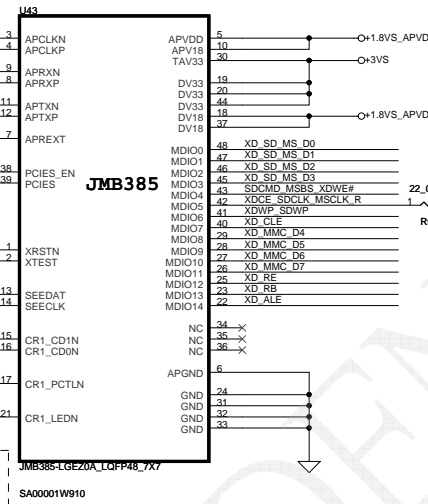 U43
3 APCLKN
4 APCLKP
9 APRXN
8 APRXP
11 APTXN
12 APTXP
7 APREXT
38 PCIES_EN
39 PCIES
1 XRSTN
2 XTEST
13 SEEDAT
14 SEECLK
15 CR1_CD1N
16 CR1_CD0N
17 CR1_PCTLN
21 CR1_LEDN
JMB385
APVDD 5 +1.8VS_APVD
APV18 10
TAV33 30 +3VS
DV33 19
DV33 20
DV33 44
DV18 18 +1.8VS_APVD
DV18 37
MDIO0 48 XD_SD_MS_D0
MDIO1 47 XD_SD_MS_D1
MDIO2 46 XD_SD_MS_D2
MDIO3 45 XD_SD_MS_D3
MDIO4 43 SDCMD_MSBS_XDWE#
MDIO5 42 XDCE_SDCLK_MSCLK_R 1
MDIO6 41 XDWP_SDWP
MDIO7 40 XD_CLE
MDIO8 29 XD_MMC_D4
MDIO9 28 XD_MMC_D5
MDIO10 27 XD_MMC_D6
MDIO11 26 XD_MMC_D7
MDIO12 25 XD_RE
MDIO13 23 XD_RB
MDIO14 22 XD_ALE
NC 34
NC 35
NC 36
APGND 6
GND 24
GND 31
GND 32
GND 33
JMB385-LGEZ0A_LQFP48_7X7
SA00001W910